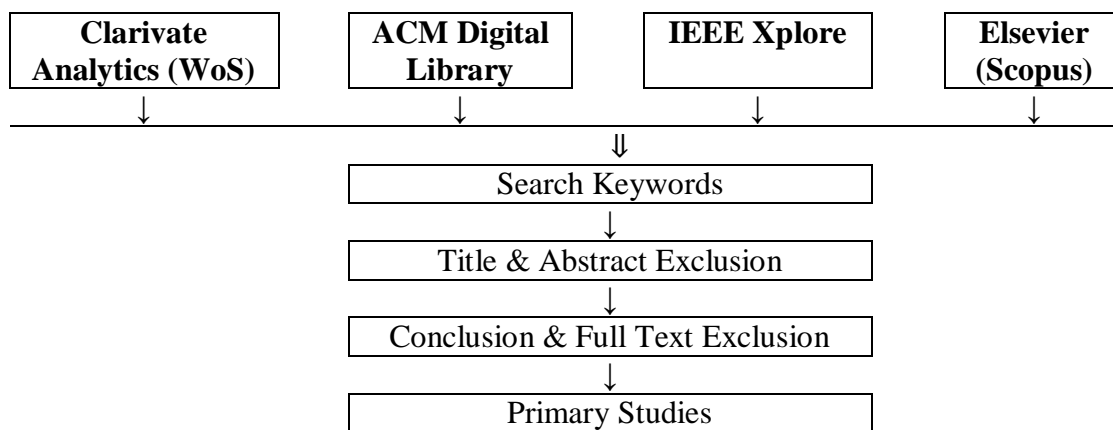 Clarivate
Analytics (WoS)
ACM Digital
Library
IEEE Xplore
Elsevier
(Scopus)
↓ ↓ ↓ ↓
⇓
Search Keywords
↓
Title & Abstract Exclusion
↓
Conclusion & Full Text Exclusion
↓
Primary Studies